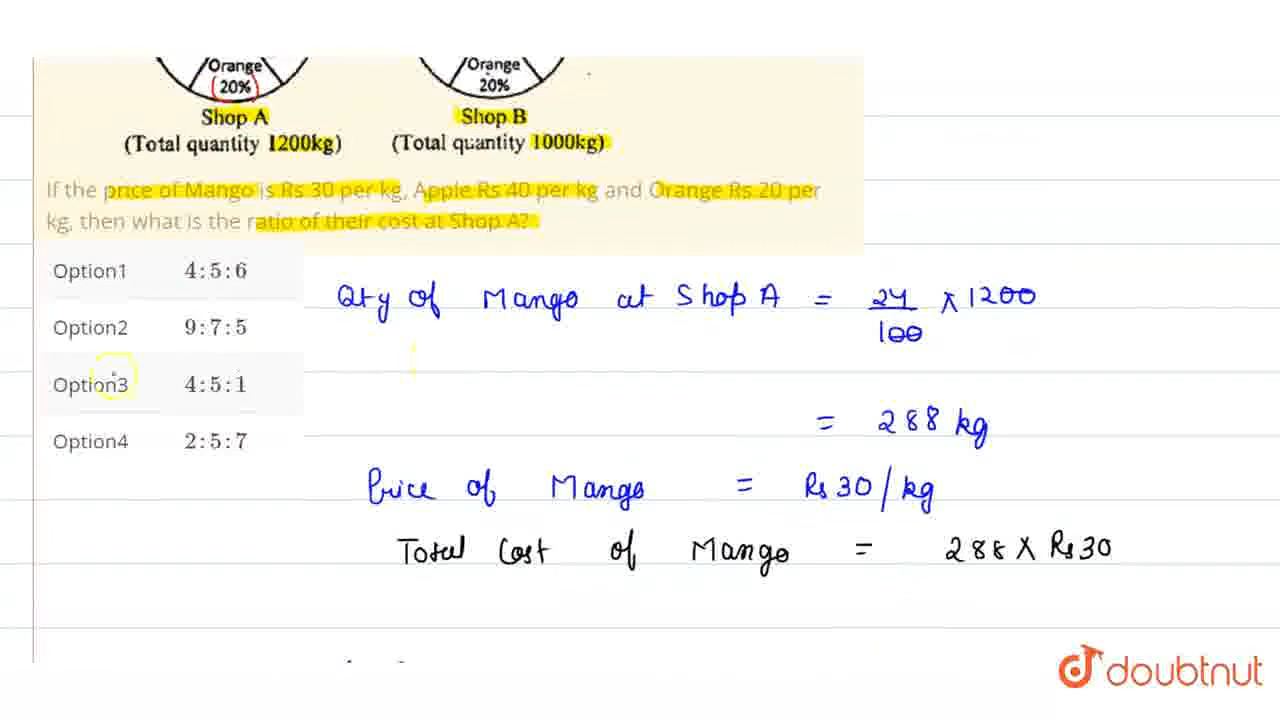 Orange Orange
(20%) 20%
Shop A Shop B
(Total quantity 1200kg) (Total quantity 1000kg)
If the price of Mango is Rs 30 per kg, Apple Rs 40 per kg and Orange Rs 20 per
kg, then what is the ratio of their cost at Shop A?
Option1 4 : 5 : 6
Option2 9 : 7 : 5
Option3 4 : 5 : 1
Option4 2 : 5 : 7
Qty of Mango at Shop A = 24/100 × 1200
= 288 kg
Price of Mango = Rs 30/kg
Total Cost of Mango = 288 × Rs 30
doubtnut